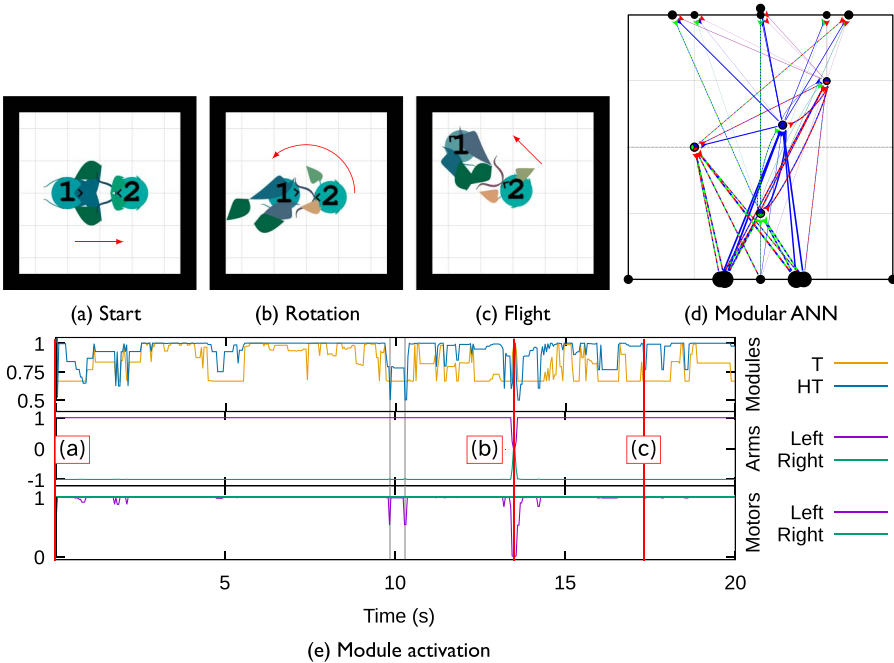 1 2
1 2
1 2
(a) Start
(b) Rotation
(c) Flight
(d) Modular ANN
1
0.75
0.5
Modules
T
HT
1
0
-1
(a)
(b)
(c)
Arms
Left
Right
1
0
Motors
Left
Right
5 10 15 20
Time (s)
(e) Module activation